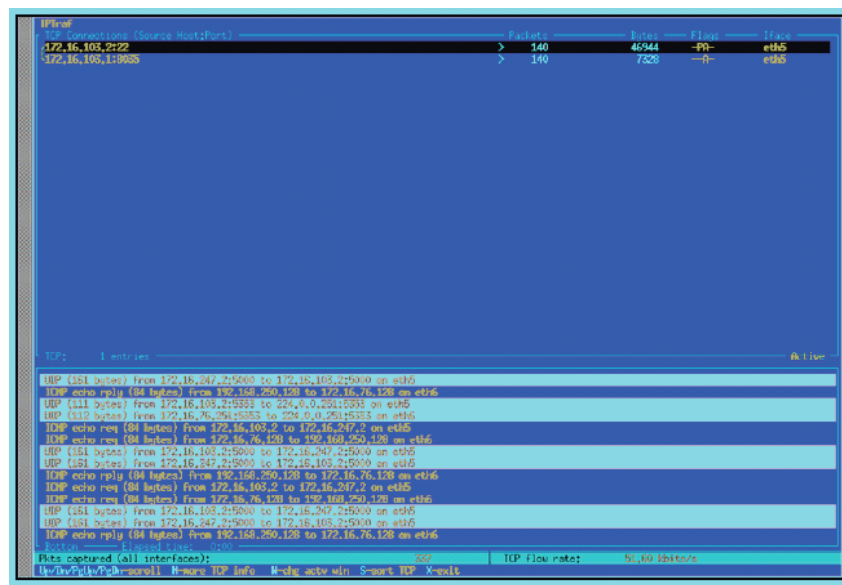 IPTraf
TCP Connections (Source Host:Port) Packets Bytes Flags Iface
172.16.103.2:22 > 140 46944 -PA- eth5
172.16.103.1:8035 > 140 7328 --A- eth5
TCP: 1 entries Active
UDP (161 bytes) from 172.16.247.2:5000 to 172.16.103.2:5000 on eth5
ICMP echo rply (84 bytes) from 192.168.250.128 to 172.16.76.128 on eth6
UDP (111 bytes) from 172.16.103.2:5353 to 224.0.0.251:5353 on eth5
UDP (112 bytes) from 172.16.76.251:5353 to 224.0.0.251:5353 on eth5
ICMP echo req (84 bytes) from 172.16.103.2 to 172.16.247.2 on eth5
ICMP echo req (84 bytes) from 172.16.76.128 to 192.168.250.128 on eth6
UDP (161 bytes) from 172.16.103.2:5000 to 172.16.247.2:5000 on eth5
UDP (161 bytes) from 172.16.247.2:5000 to 172.16.103.2:5000 on eth5
ICMP echo rply (84 bytes) from 192.168.250.128 to 172.16.76.128 on eth6
ICMP echo req (84 bytes) from 172.16.103.2 to 172.16.247.2 on eth5
ICMP echo req (84 bytes) from 172.16.76.128 to 192.168.250.128 on eth6
UDP (161 bytes) from 172.16.103.2:5000 to 172.16.247.2:5000 on eth5
UDP (161 bytes) from 172.16.247.2:5000 to 172.16.103.2:5000 on eth5
ICMP echo rply (84 bytes) from 192.168.250.128 to 172.16.76.128 on eth6
Bottom Elapsed time: 0:00
Pkts captured (all interfaces): TCP flow rate: 51.60 kbits/s
Up/Dn/PgUp/PgDn-scroll M-more TCP info W-chg actv win S-sort TCP X-exit